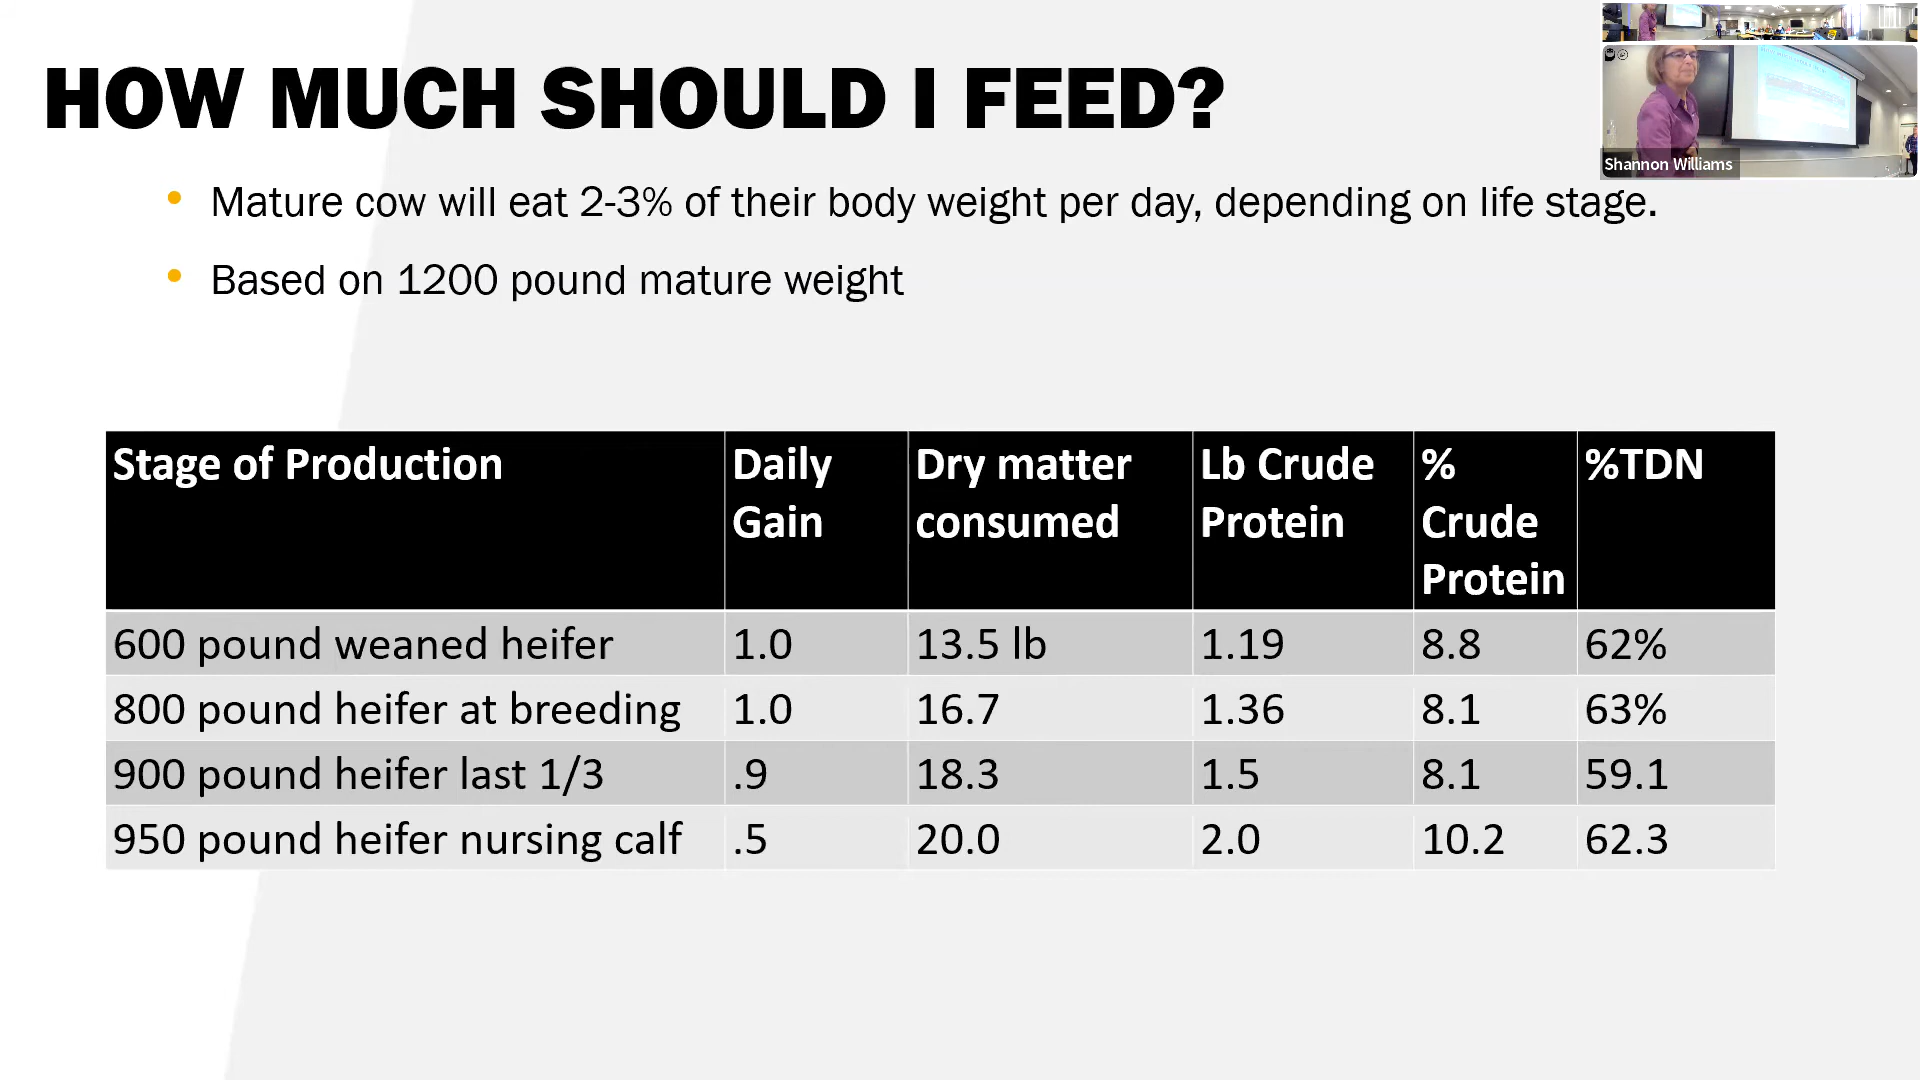 HOW MUCH SHOULD I FEED?
Shannon Williams
• Mature cow will eat 2-3% of their body weight per day, depending on life stage.
• Based on 1200 pound mature weight
Stage of Production Daily Gain Dry matter consumed Lb Crude Protein % Crude Protein %TDN
600 pound weaned heifer 1.0 13.5 lb 1.19 8.8 62%
800 pound heifer at breeding 1.0 16.7 1.36 8.1 63%
900 pound heifer last 1/3 .9 18.3 1.5 8.1 59.1
950 pound heifer nursing calf .5 20.0 2.0 10.2 62.3